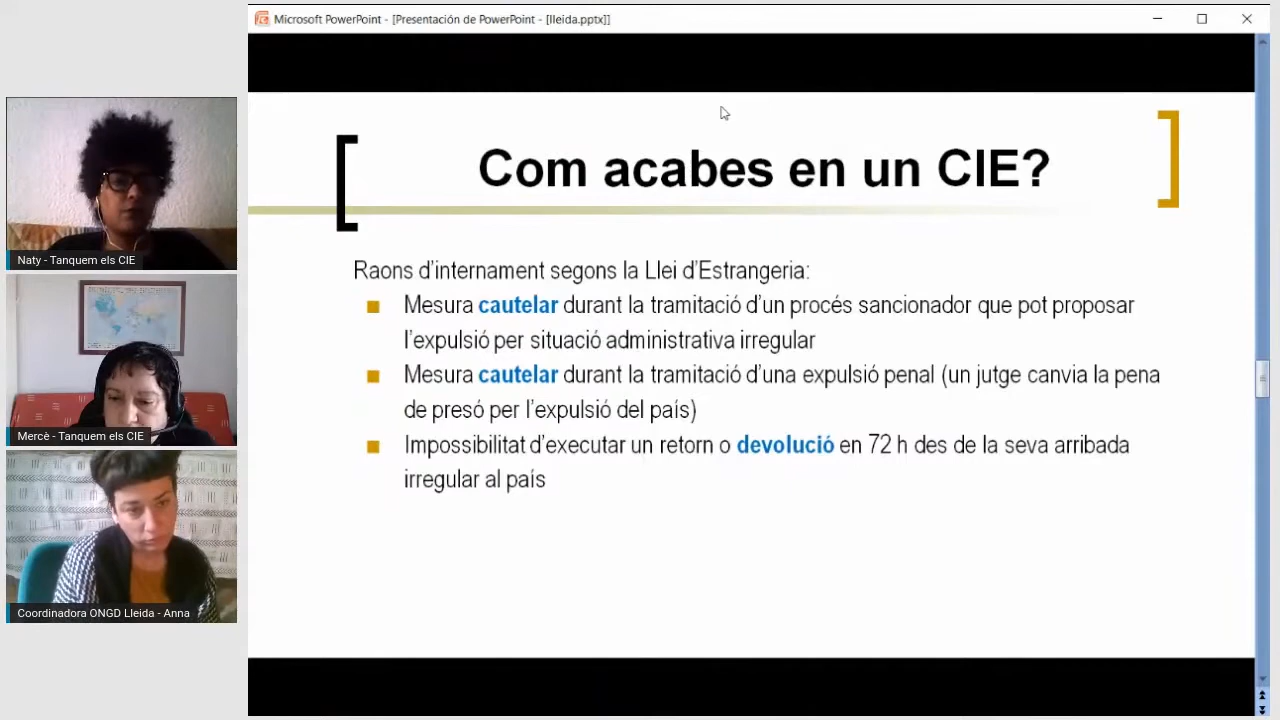 Microsoft PowerPoint - [Presentación de PowerPoint - [lleida.pptx]]
Naty - Tanquem els CIE
Mercè - Tanquem els CIE
Coordinadora ONGD Lleida - Anna
Com acabes en un CIE?
Raons d'internament segons la Llei d'Estrangeria:
Mesura cautelar durant la tramitació d'un procés sancionador que pot proposar
l'expulsió per situació administrativa irregular
Mesura cautelar durant la tramitació d'una expulsió penal (un jutge canvia la pena
de presó per l'expulsió del país)
Impossibilitat d'executar un retorn o devolució en 72 h des de la seva arribada
irregular al país